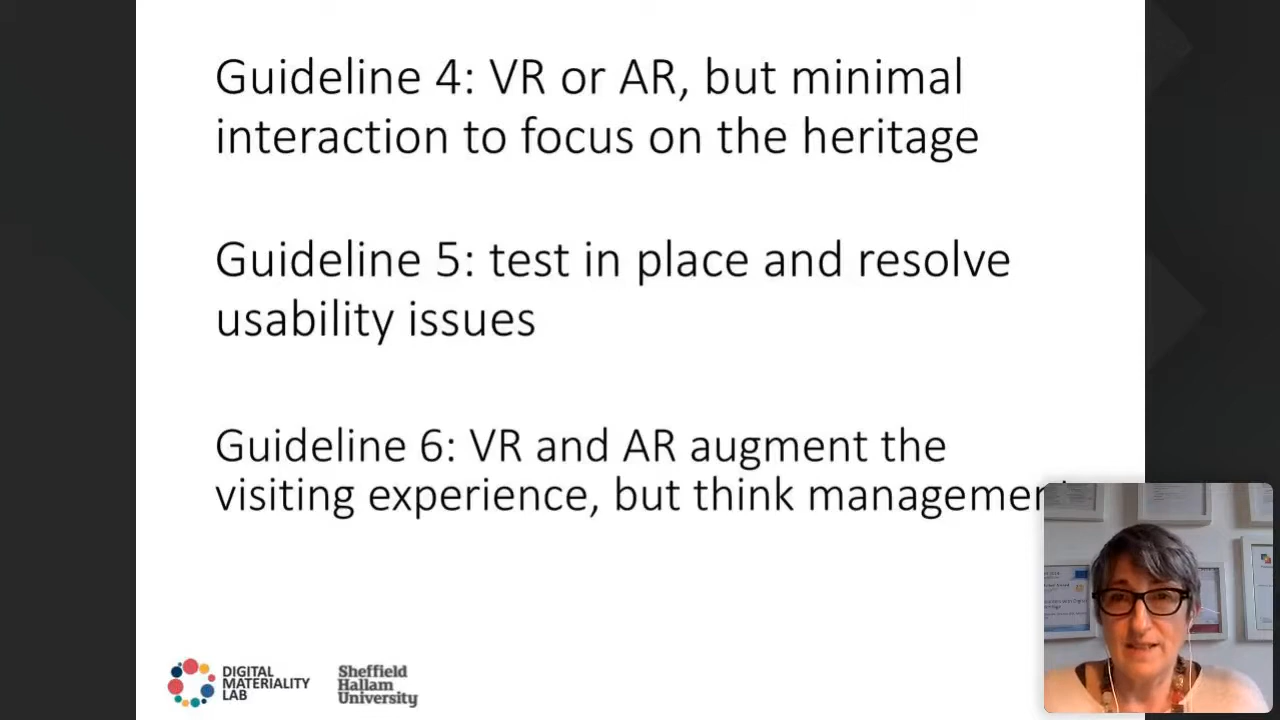 Guideline 4: VR or AR, but minimal
interaction to focus on the heritage
Guideline 5: test in place and resolve
usability issues
Guideline 6: VR and AR augment the
visiting experience, but think
DIGITAL
MATERIALITY
LAB
Sheffield
Hallam
University